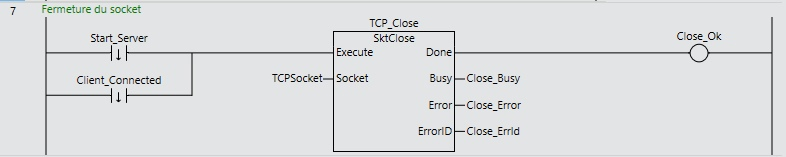 7 Fermeture du socket
TCP_Close
Start_Server SktClose Close_Ok
Execute Done
Client_Connected TCPSocket Socket Busy Close_Busy
Error Close_Error
ErrorID Close_ErrId